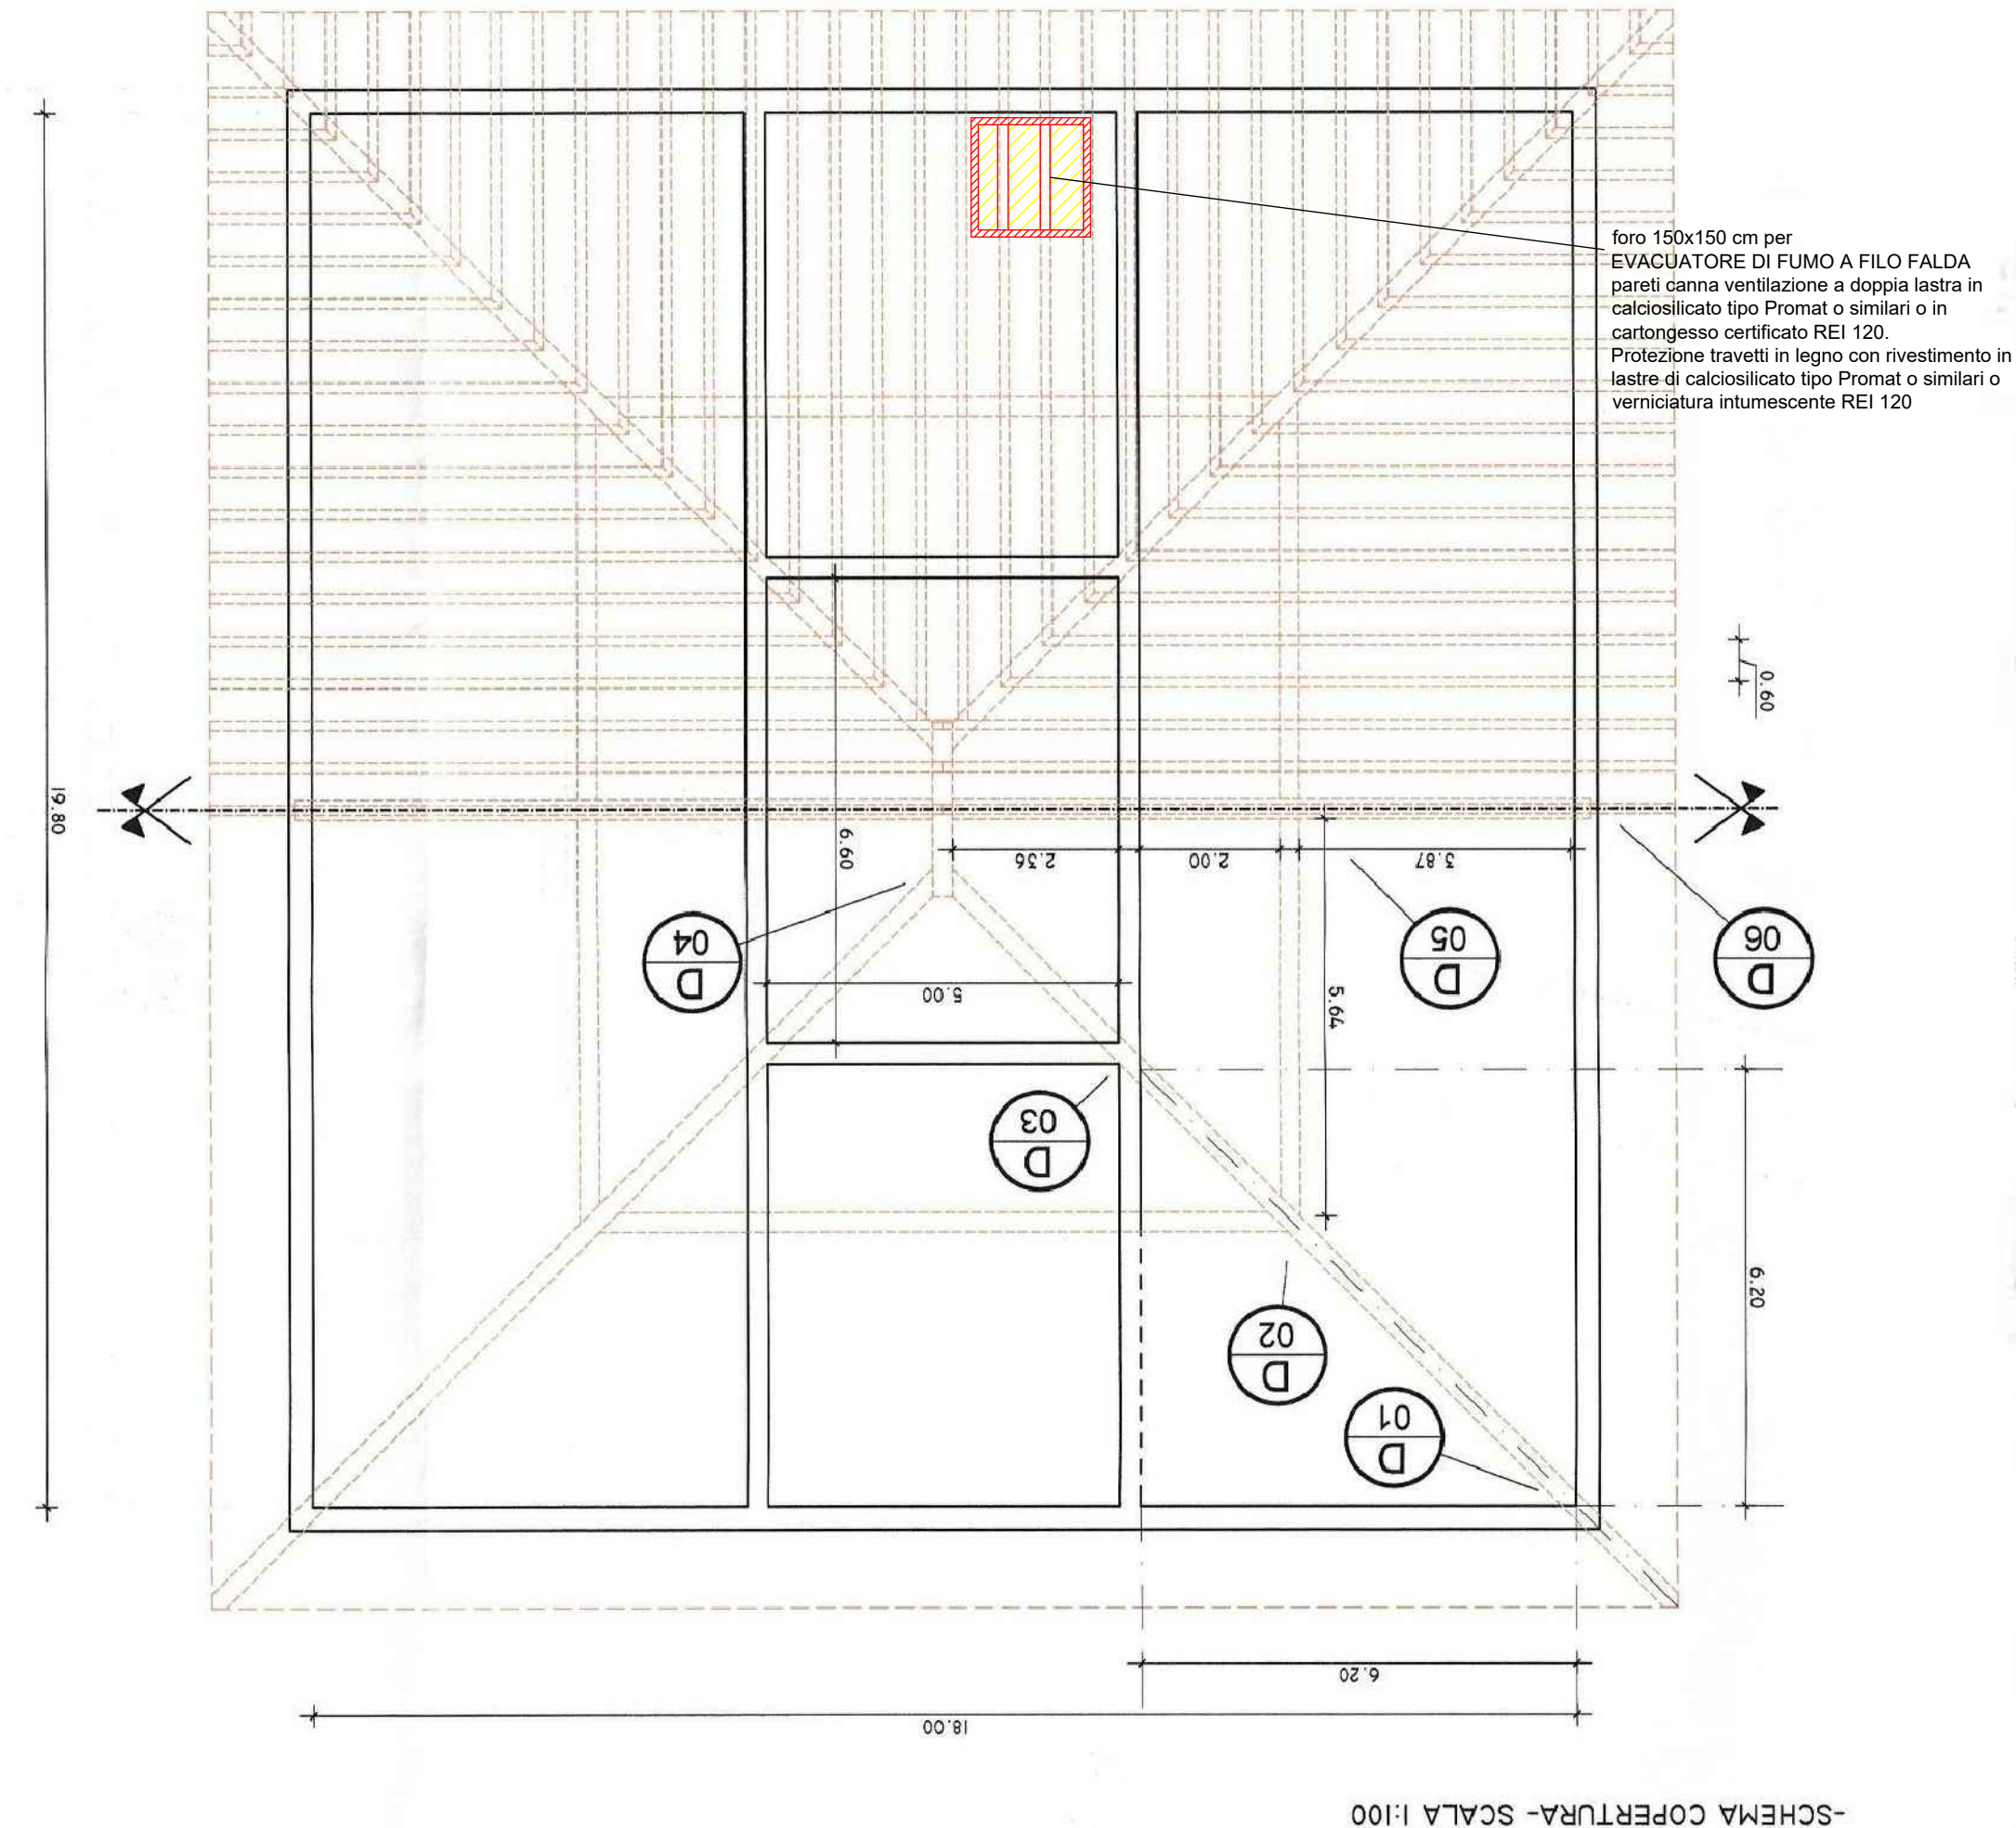 foro 150x150 cm per
EVACUATORE DI FUMO A FILO FALDA
pareti canna ventilazione a doppia lastra in
calciosilicato tipo Promat o similari o in
cartongesso certificato REI 120.
Protezione travetti in legno con rivestimento in
lastre di calciosilicato tipo Promat o similari o
verniciatura intumescente REI 120
0.60
19.80
6.60
2.36
2.00
3.87
D
04
D
05
D
06
5.00
5.64
D
03
6.20
D
02
D
01
6.20
18.00
-SCHEMA COPERTURA- SCALA 1:100